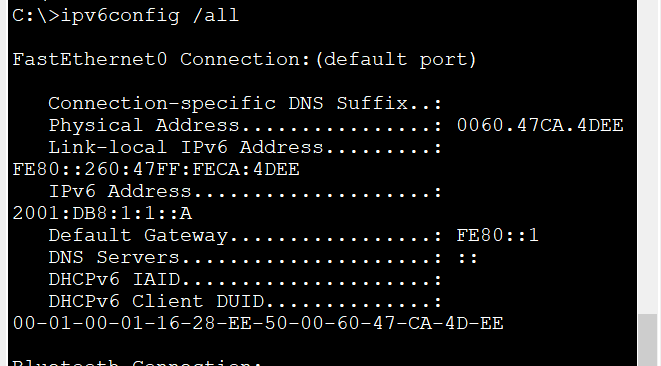 C:\>ipv6config /all
FastEthernet0 Connection:(default port)
Connection-specific DNS Suffix..:
Physical Address................: 0060.47CA.4DEE
Link-local IPv6 Address.........:
FE80::260:47FF:FECA:4DEE
IPv6 Address....................:
2001:DB8:1:1::A
Default Gateway.................: FE80::1
DNS Servers.....................: ::
DHCPv6 IAID.....................:
DHCPv6 Client DUID..............:
00-01-00-01-16-28-EE-50-00-60-47-CA-4D-EE
Bluetooth Connection: